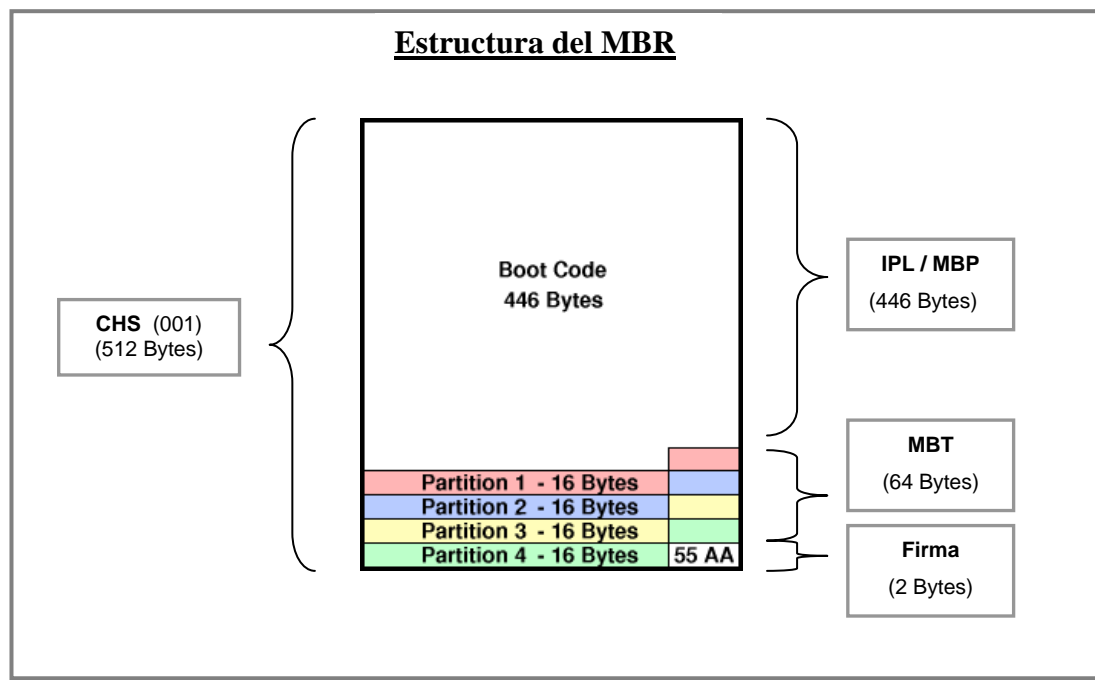 Estructura del MBR
CHS (001)
(512 Bytes)
Boot Code
446 Bytes
Partition 1 - 16 Bytes
Partition 2 - 16 Bytes
Partition 3 - 16 Bytes
Partition 4 - 16 Bytes
55 AA
IPL / MBP
(446 Bytes)
MBT
(64 Bytes)
Firma
(2 Bytes)